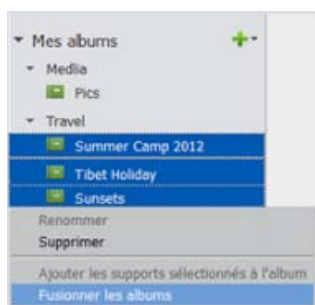 Mes albums
Medlia
Pics
Travel
Summer Camp 2012
Tibet Holiday
Sunsets
Renommer
Supprimer
Ajouter les supports sélectionnés à l'album
Fusionner les albums